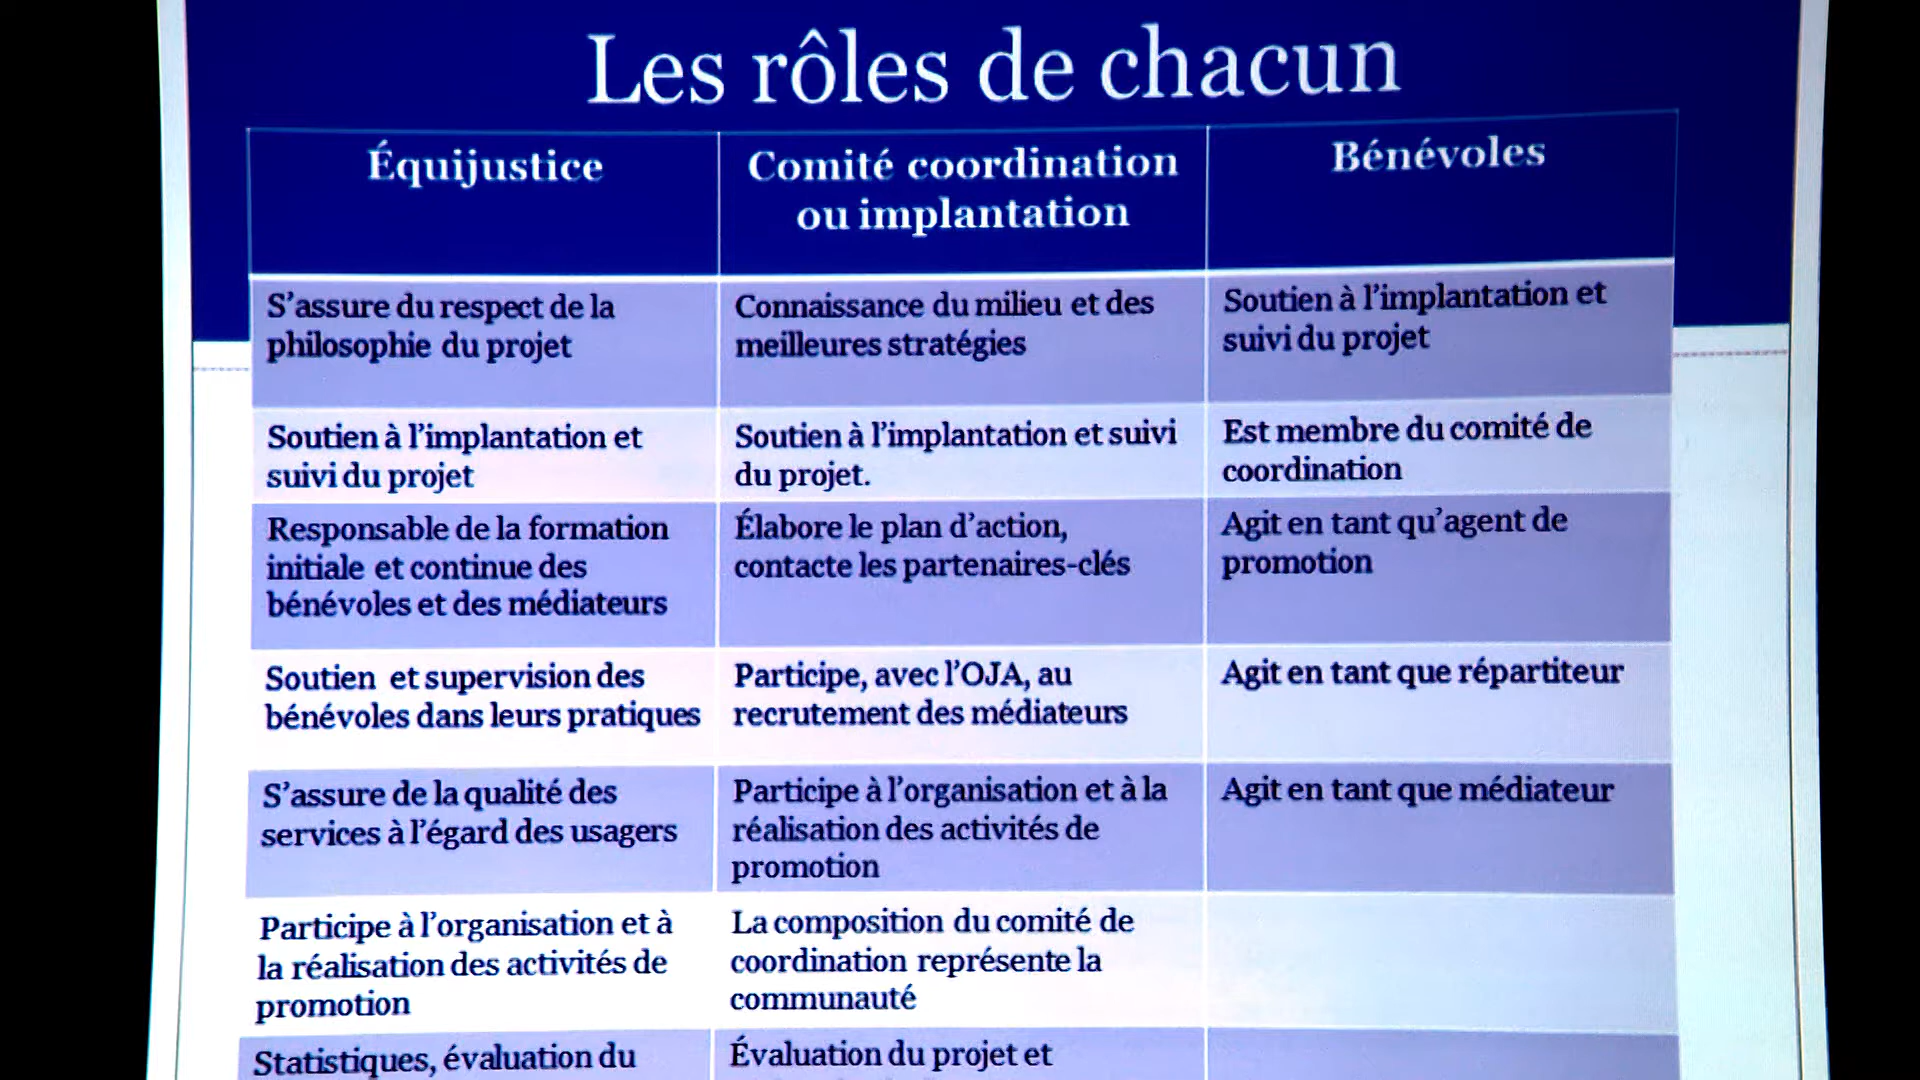 Les rôles de chacun
Équijustice
Comité coordination
ou implantation
Bénévoles
S'assure du respect de la
philosophie du projet
Connaissance du milieu et des
meilleures stratégies
Soutien à l'implantation et
suivi du projet
Soutien à l'implantation et
suivi du projet
Soutien à l'implantation et suivi
du projet.
Est membre du comité de
coordination
Responsable de la formation
initiale et continue des
bénévoles et des médiateurs
Élabore le plan d'action,
contacte les partenaires-clés
Agit en tant qu'agent de
promotion
Soutien et supervision des
bénévoles dans leurs pratiques
Participe, avec l'OJA, au
recrutement des médiateurs
Agit en tant que répartiteur
S'assure de la qualité des
services à l'égard des usagers
Participe à l'organisation et à la
réalisation des activités de
promotion
Agit en tant que médiateur
Participe à l'organisation et à
la réalisation des activités de
promotion
La composition du comité de
coordination représente la
communauté
Statistiques, évaluation du
Évaluation du projet et